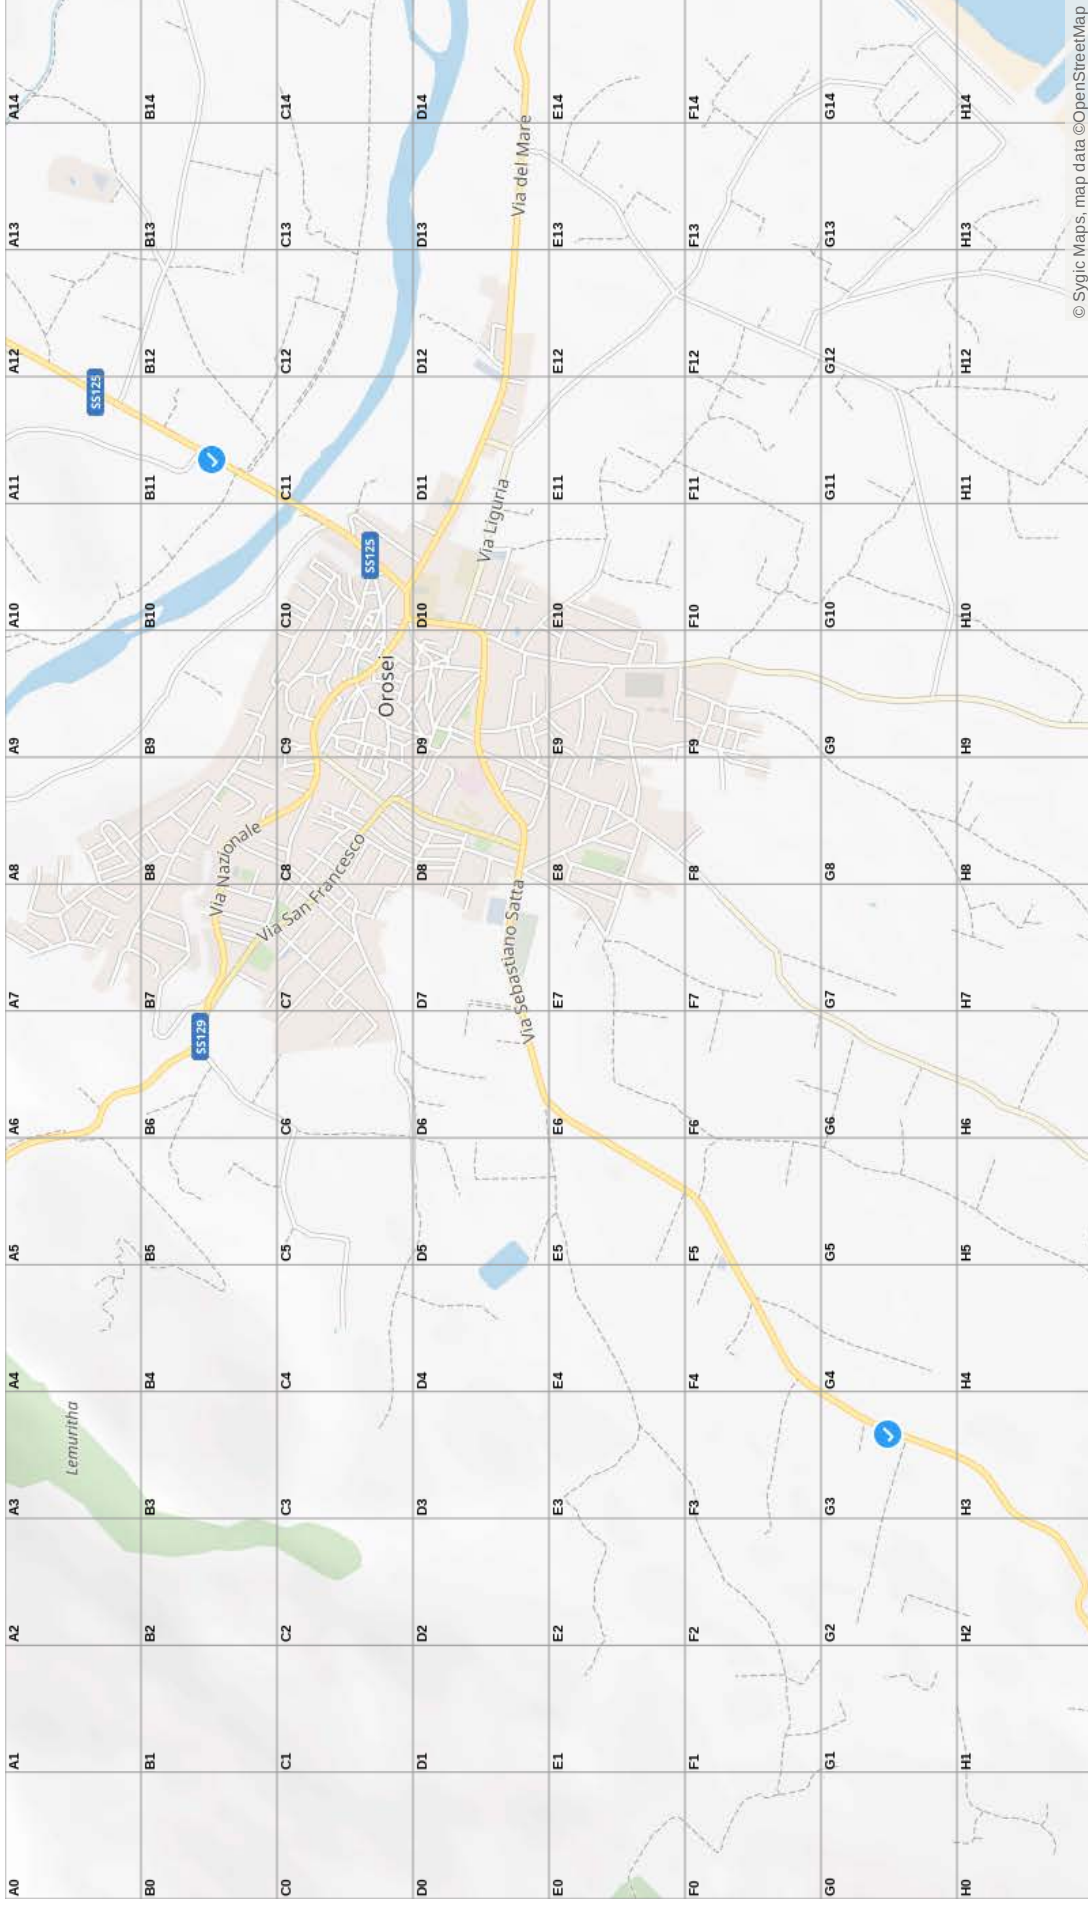 A0 A1 A2 A3 A4 A5 A6 A7 A8 A9 A10 A11 A12 A13 A14
Lemuritha
SS125
B0 B1 B2 B3 B4 B5 B6 B7 B8 B9 B10 B11 B12 B13 B14
SS129
Via Nazionale
C0 C1 C2 C3 C4 C5 C6 C7 C8 C9 C10 C11 C12 C13 C14
Via San Francesco
SS125
Orosei
D0 D1 D2 D3 D4 D5 D6 D7 D8 D9 D10 D11 D12 D13 D14
Via Liguria
Via Sebastiano Satta
Via del Mare
E0 E1 E2 E3 E4 E5 E6 E7 E8 E9 E10 E11 E12 E13 E14
F0 F1 F2 F3 F4 F5 F6 F7 F8 F9 F10 F11 F12 F13 F14
G0 G1 G2 G3 G4 G5 G6 G7 G8 G9 G10 G11 G12 G13 G14
H0 H1 H2 H3 H4 H5 H6 H7 H8 H9 H10 H11 H12 H13 H14
© Sygic Maps, map data ©OpenStreetMap